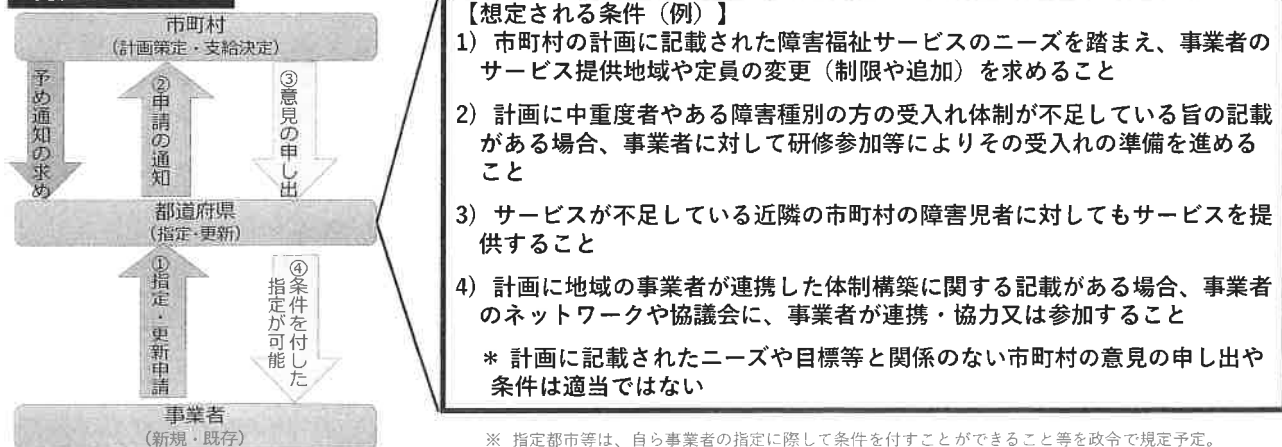 市町村
(計画策定・支給決定)
予め通知の求め
②申請の通知
③意見の申し出
都道府県
(指定・更新)
①指定・更新申請
④条件を付した
指定が可能
事業者
(新規・既存)
【想定される条件（例）】
1）市町村の計画に記載された障害福祉サービスのニーズを踏まえ、事業者の
サービス提供地域や定員の変更（制限や追加）を求めること
2）計画に中重度者やある障害種別の方の受入れ体制が不足している旨の記載
がある場合、事業者に対して研修参加等によりその受入れの準備を進める
こと
3）サービスが不足している近隣の市町村の障害児者に対してもサービスを提
供すること
4）計画に地域の事業者が連携した体制構築に関する記載がある場合、事業者
のネットワークや協議会に、事業者が連携・協力又は参加すること
＊ 計画に記載されたニーズや目標等と関係のない市町村の意見の申し出や
条件は適当ではない
※ 指定都市等は、自ら事業者の指定に際して条件を付すことができること等を政令で規定予定。